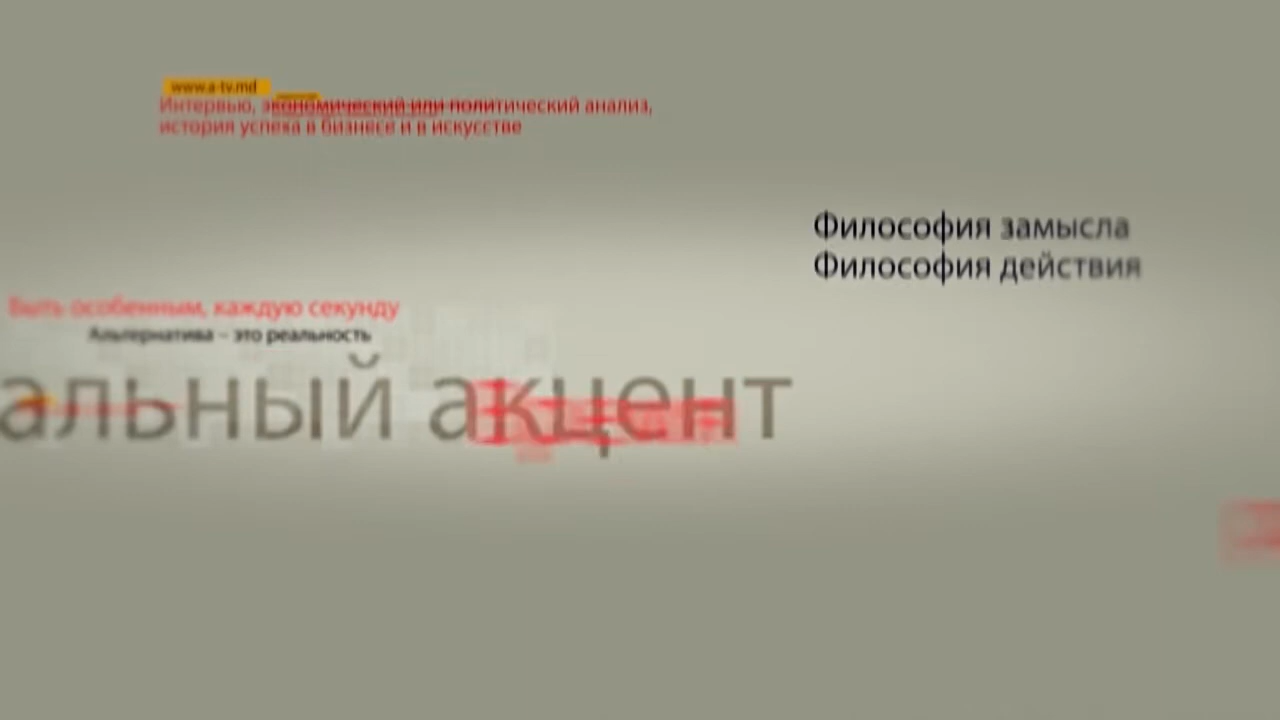 www.a-tv.md
Интервью, экономический или политический анализ,
история успеха в бизнесе и в искусстве
Философия замысла
Философия действия
Быть особенным, каждую секунду
Альтернатива – это реальность
альный акцент